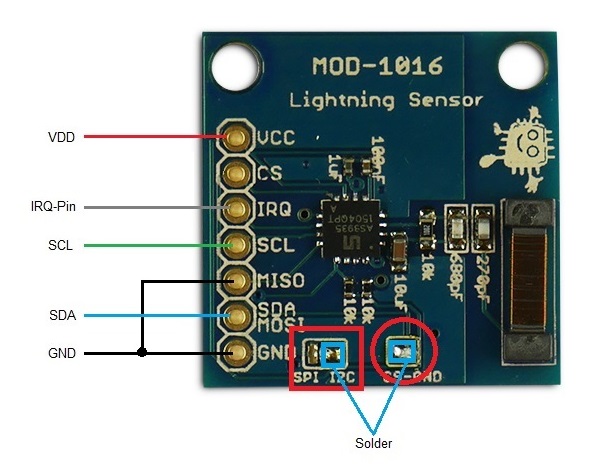 MOD-1016
Lightning Sensor
VDD
VCC
CS
IRQ-Pin
IRQ
SCL
SCL
MISO
SDA
SDA
MOSI
GND
GND
1uF
100nF
AS3935
1504QPT
A
10k
680pF
270pF
10uF
10k
10k
SPI I2C
CS-GND
Solder